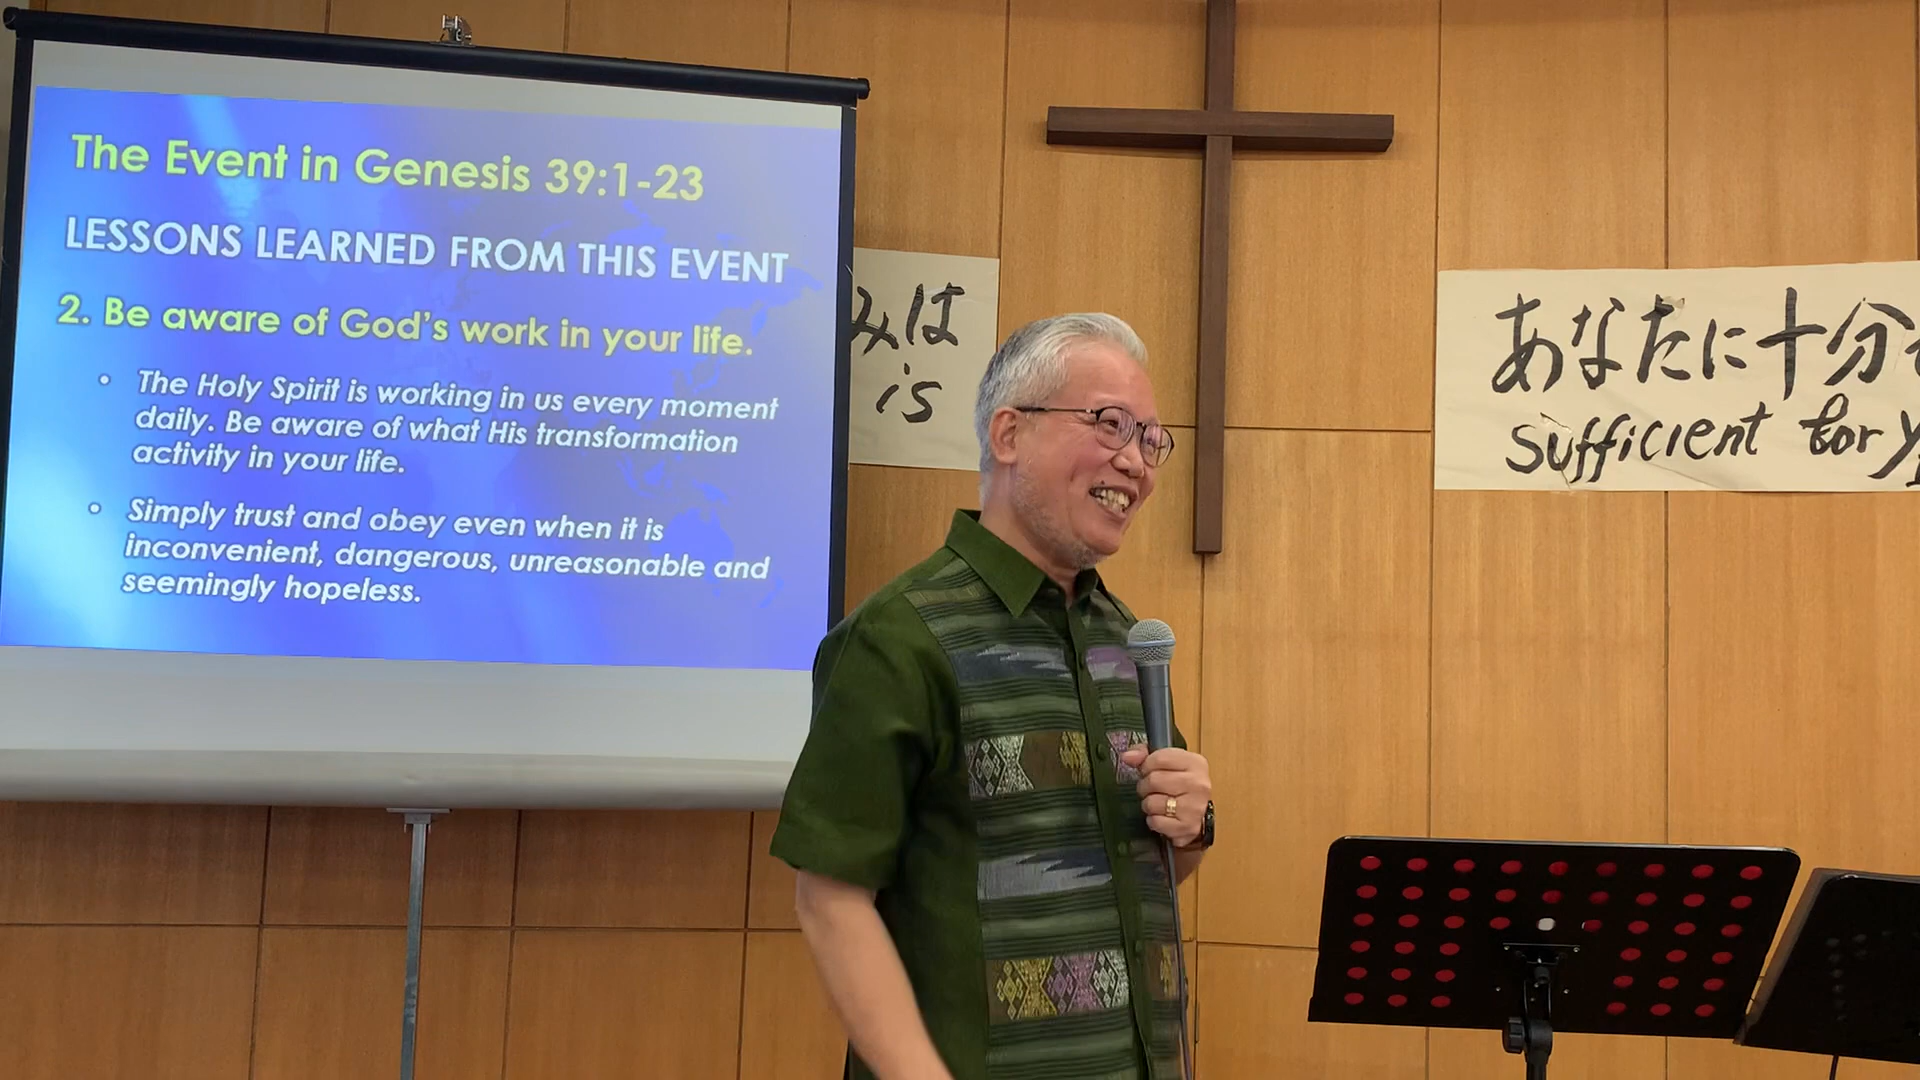 The Event in Genesis 39:1-23
LESSONS LEARNED FROM THIS EVENT
2. Be aware of God's work in your life.
• The Holy Spirit is working in us every moment
daily. Be aware of what His transformation
activity in your life.
• Simply trust and obey even when it is
inconvenient, dangerous, unreasonable and
seemingly hopeless.
みは
is
あなたに十分
sufficient for